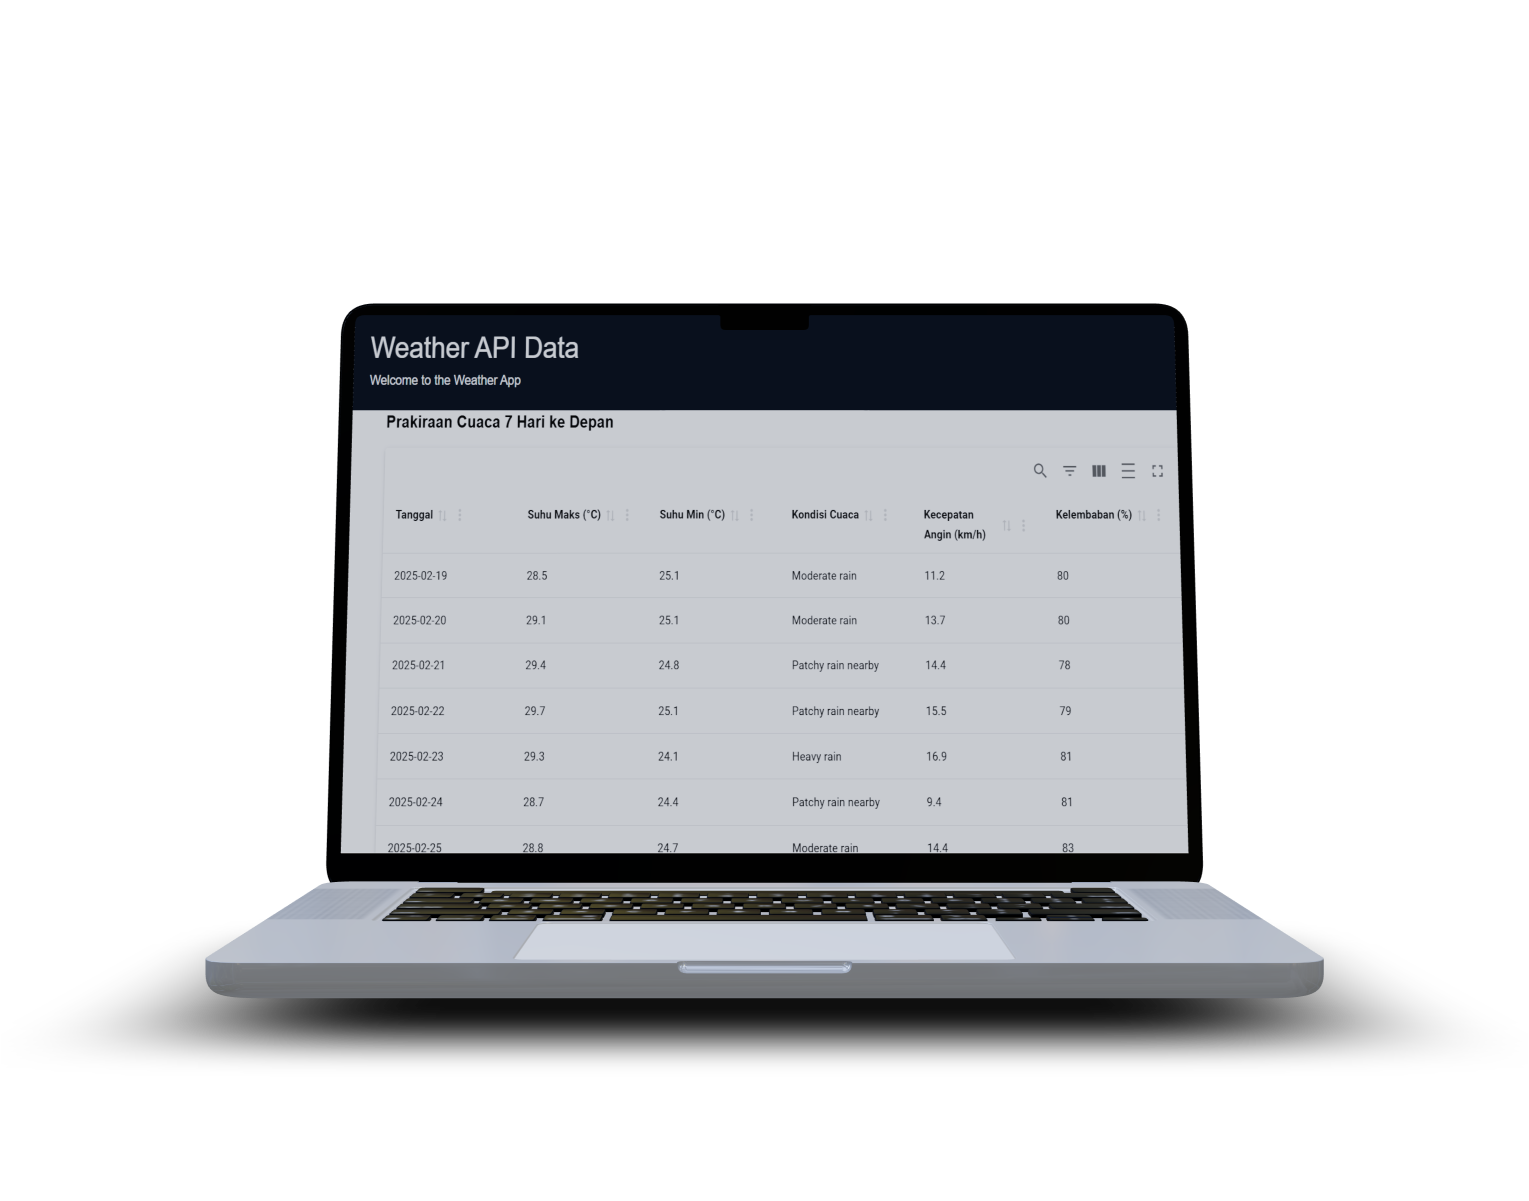 Weather API Data
Welcome to the Weather App
Prakiraan Cuaca 7 Hari ke Depan
Tanggal Suhu Maks (°C) Suhu Min (°C) Kondisi Cuaca Kecepatan Angin (km/h) Kelembaban (%)
2025-02-19 28.5 25.1 Moderate rain 11.2 80
2025-02-20 29.1 25.1 Moderate rain 13.7 80
2025-02-21 29.4 24.8 Patchy rain nearby 14.4 78
2025-02-22 29.7 25.1 Patchy rain nearby 15.5 79
2025-02-23 29.3 24.1 Heavy rain 16.9 81
2025-02-24 28.7 24.4 Patchy rain nearby 9.4 81
2025-02-25 28.8 24.7 Moderate rain 14.4 83